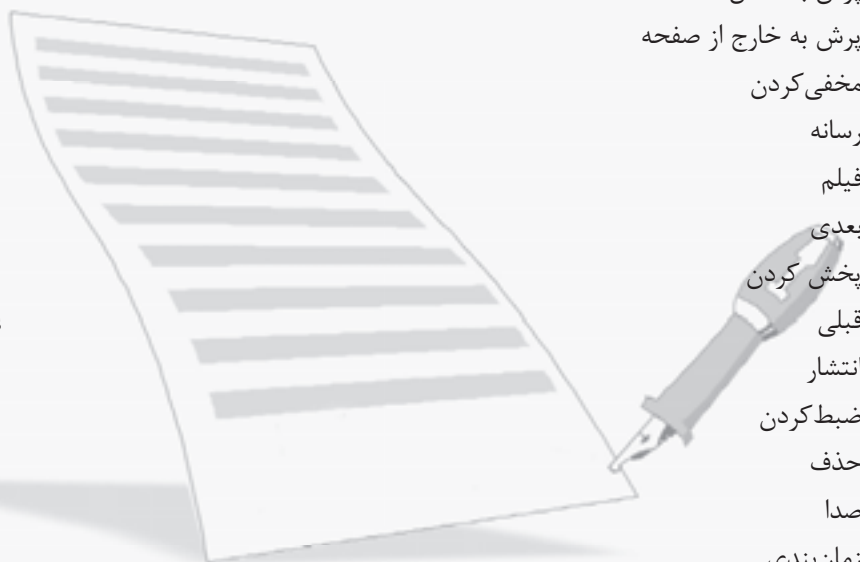 پرش به خارج از صفحه
مخفی‌کردن
رسانه
فیلم
بعدی
پخش کردن
قبلی
انتشار
ضبط‌کردن
حذف
صدا
زمان‌بندی